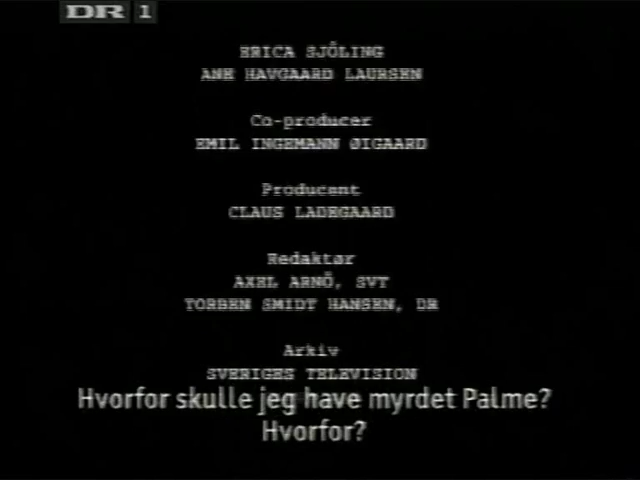 DR 1
ERICA SJÖLING
ANE HAVGAARD LAURSEN
Co-producer
EMIL INGEMANN ØIGAARD
Producent
CLAUS LADEGAARD
Redaktør
AXEL ARNÖ, SVT
TORBEN SMIDT HANSEN, DR
Arkiv
SVERIGES TELEVISION
Hvorfor skulle jeg have myrdet Palme?
Hvorfor?